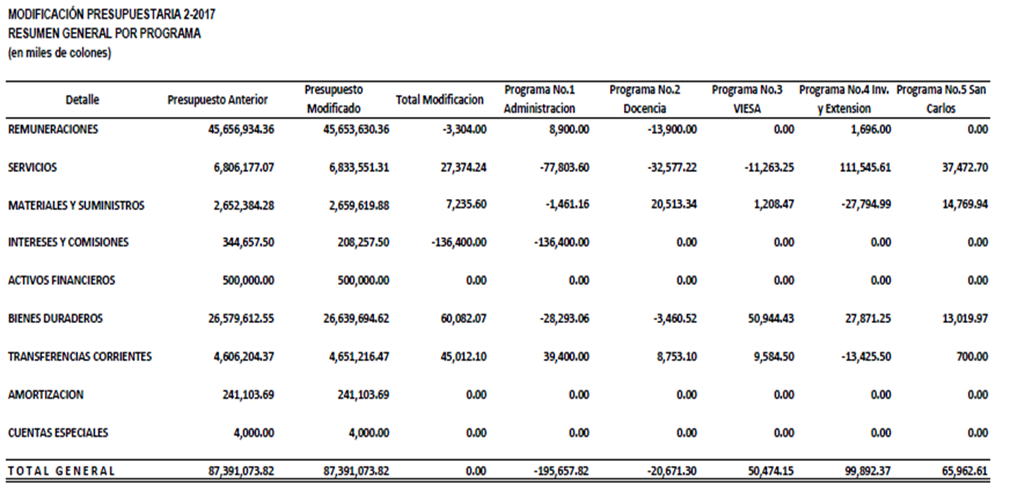 MODIFICACIÓN PRESUPUESTARIA 2-2017
RESUMEN GENERAL POR PROGRAMA
(en miles de colones)
Detalle Presupuesto Anterior Presupuesto Modificado Total Modificacion Programa No.1 Administracion Programa No.2 Docencia Programa No.3 VIESA Programa No.4 Inv. y Extension Programa No.5 San Carlos
REMUNERACIONES 45,656,934.36 45,653,630.36 -3,304.00 8,900.00 -13,900.00 0.00 1,696.00 0.00
SERVICIOS 6,806,177.07 6,833,551.31 27,374.24 -77,803.60 -32,577.22 -11,263.25 111,545.61 37,472.70
MATERIALES Y SUMINISTROS 2,652,384.28 2,659,619.88 7,235.60 -1,461.16 20,513.34 1,208.47 -27,794.99 14,769.94
INTERESES Y COMISIONES 344,657.50 208,257.50 -136,400.00 -136,400.00 0.00 0.00 0.00 0.00
ACTIVOS FINANCIEROS 500,000.00 500,000.00 0.00 0.00 0.00 0.00 0.00 0.00
BIENES DURADEROS 26,579,612.55 26,639,694.62 60,082.07 -28,293.06 -3,460.52 50,944.43 27,871.25 13,019.97
TRANSFERENCIAS CORRIENTES 4,606,204.37 4,651,216.47 45,012.10 39,400.00 8,753.10 9,584.50 -13,425.50 700.00
AMORTIZACION 241,103.69 241,103.69 0.00 0.00 0.00 0.00 0.00 0.00
CUENTAS ESPECIALES 4,000.00 4,000.00 0.00 0.00 0.00 0.00 0.00 0.00
TOTAL GENERAL 87,391,073.82 87,391,073.82 0.00 -195,657.82 -20,671.30 50,474.15 99,892.37 65,962.61